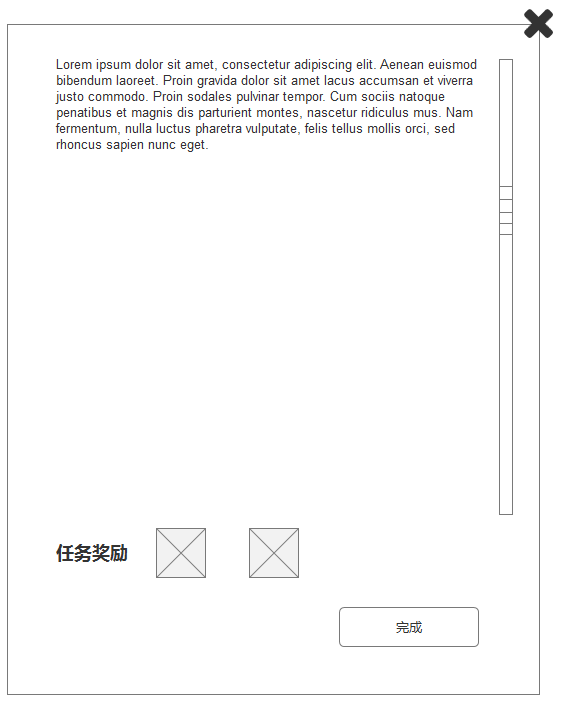 Lorem ipsum dolor sit amet, consectetur adipiscing elit. Aenean euismod
bibendum laoreet. Proin gravida dolor sit amet lacus accumsan et viverra
justo commodo. Proin sodales pulvinar tempor. Cum sociis natoque
penatibus et magnis dis parturient montes, nascetur ridiculus mus. Nam
fermentum, nulla luctus pharetra vulputate, felis tellus mollis orci, sed
rhoncus sapien nunc eget.
任务奖励
完成